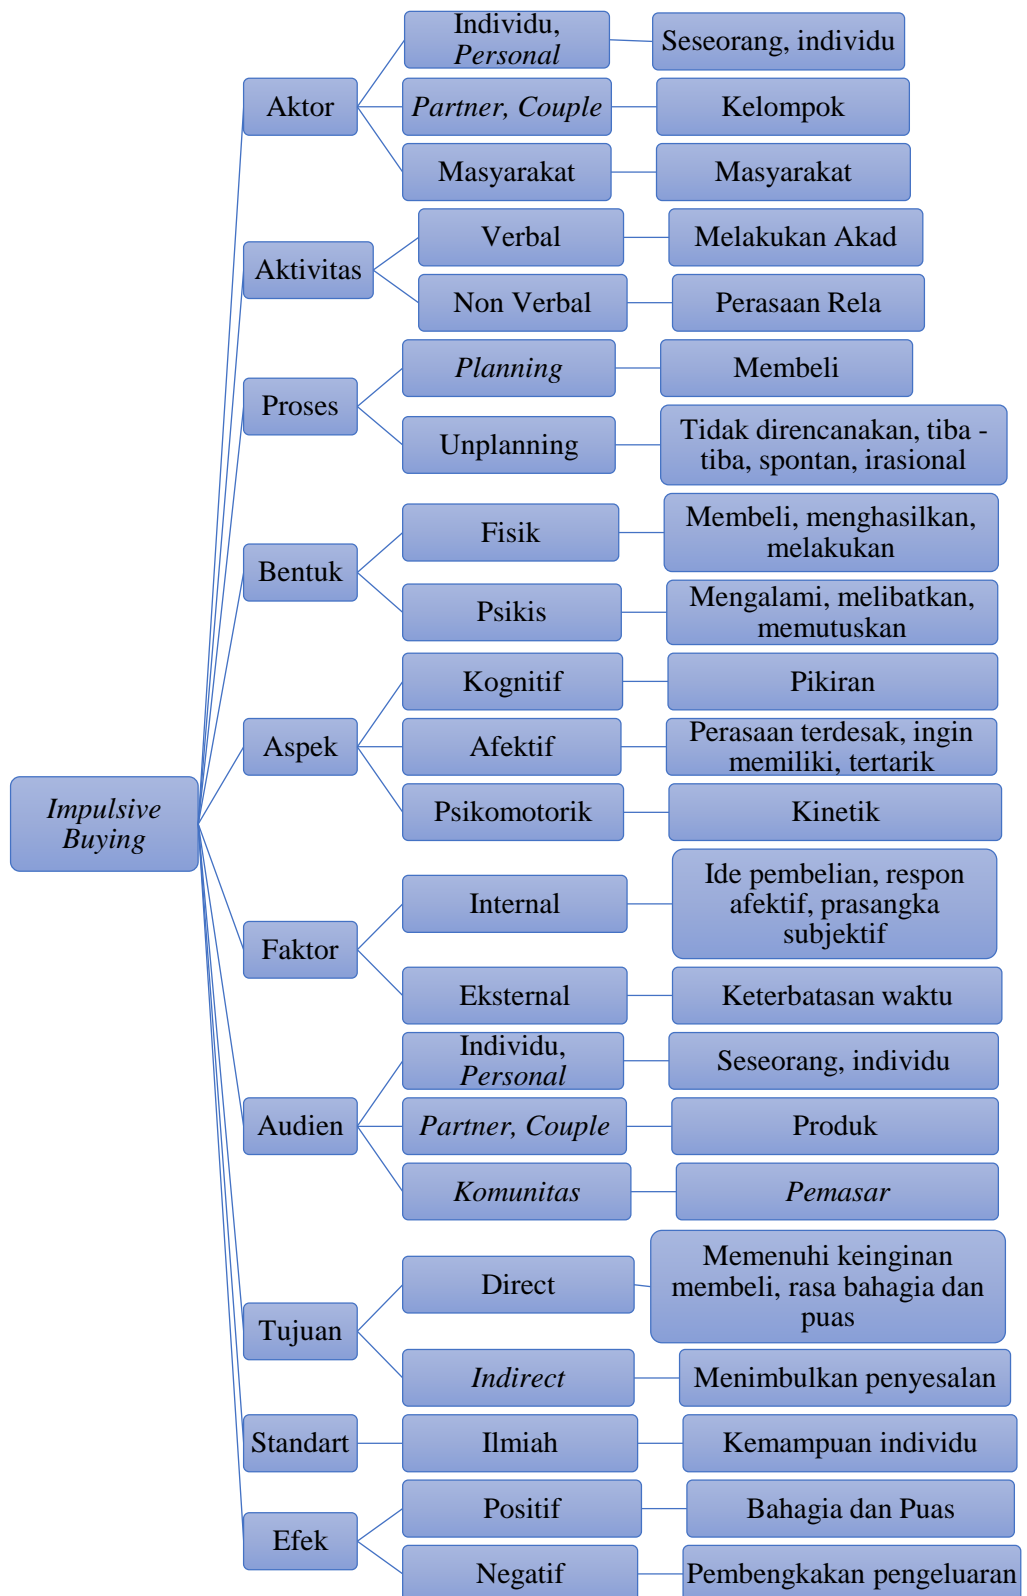 Individu,
Personal
Seseorang, individu
Aktor
Partner, Couple
Kelompok
Masyarakat
Masyarakat
Verbal
Melakukan Akad
Aktivitas
Non Verbal
Perasaan Rela
Planning
Membeli
Proses
Unplanning
Tidak direncanakan, tiba -
tiba, spontan, irasional
Fisik
Membeli, menghasilkan,
melakukan
Bentuk
Psikis
Mengalami, melibatkan,
memutuskan
Kognitif
Pikiran
Aspek
Afektif
Perasaan terdesak, ingin
memiliki, tertarik
Psikomotorik
Kinetik
Impulsive
Buying
Internal
Ide pembelian, respon
afektif, prasangka
subjektif
Faktor
Eksternal
Keterbatasan waktu
Individu,
Personal
Seseorang, individu
Audien
Partner, Couple
Produk
Komunitas
Pemasar
Direct
Memenuhi keinginan
membeli, rasa bahagia dan
puas
Tujuan
Indirect
Menimbulkan penyesalan
Standart
Ilmiah
Kemampuan individu
Positif
Bahagia dan Puas
Efek
Negatif
Pembengkakan pengeluaran